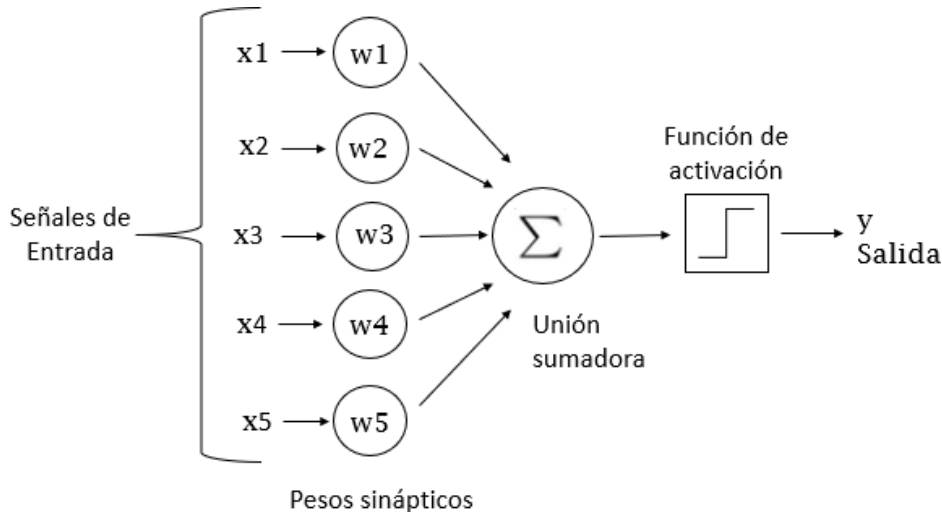 Señales de
Entrada
x1
w1
x2
w2
x3
w3
x4
w4
x5
w5
Pesos sinápticos
Σ
Unión
sumadora
Función de
activación
y
Salida